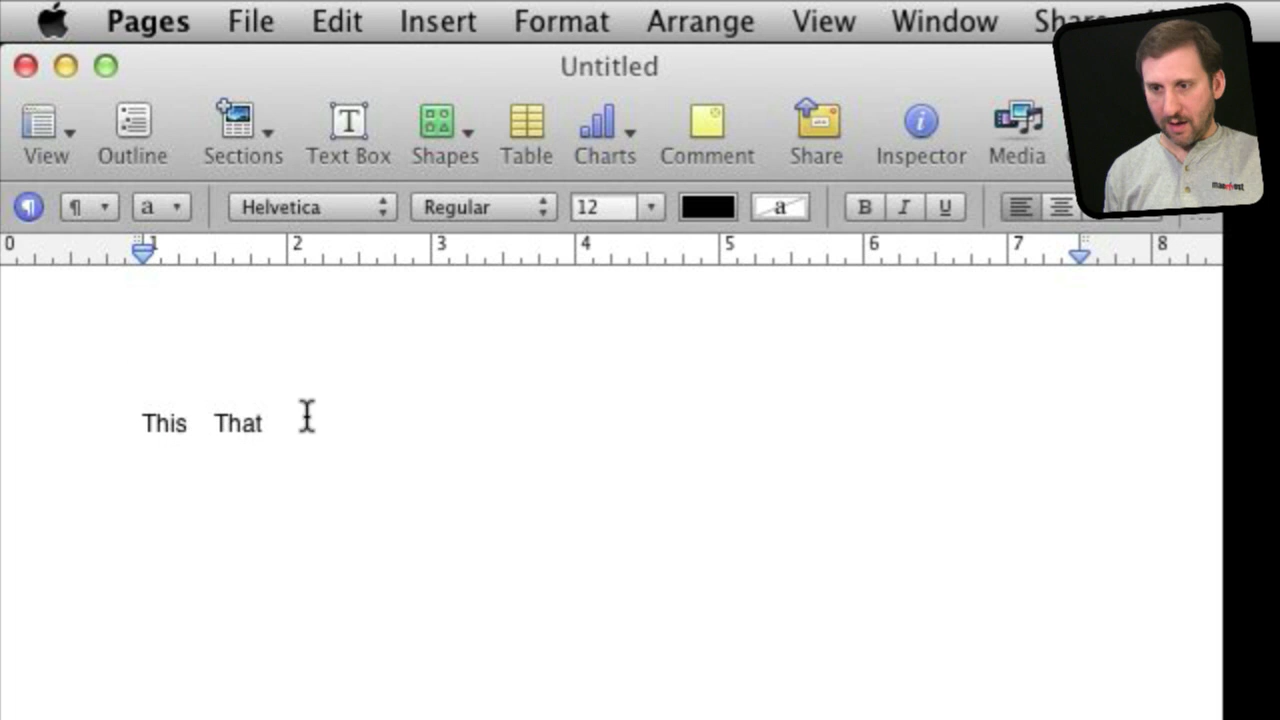 Pages File Edit Insert Format Arrange View Window
Untitled
View Outline Sections Text Box Shapes Table Charts Comment Share Inspector Media
¶ ¶ a Helvetica Regular 12 a B I U
0 1 2 3 4 5 6 7 8
This That